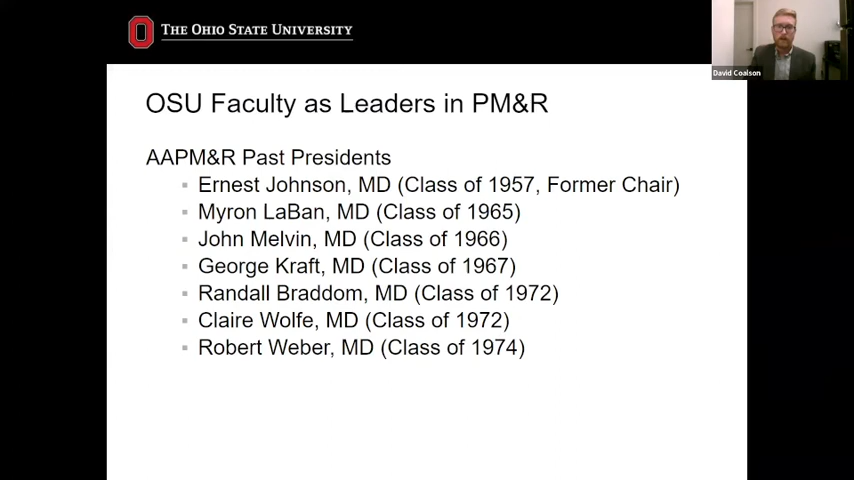 THE OHIO STATE UNIVERSITY
David Coalson
OSU Faculty as Leaders in PM&R
AAPM&R Past Presidents
▪ Ernest Johnson, MD (Class of 1957, Former Chair)
▪ Myron LaBan, MD (Class of 1965)
▪ John Melvin, MD (Class of 1966)
▪ George Kraft, MD (Class of 1967)
▪ Randall Braddom, MD (Class of 1972)
▪ Claire Wolfe, MD (Class of 1972)
▪ Robert Weber, MD (Class of 1974)